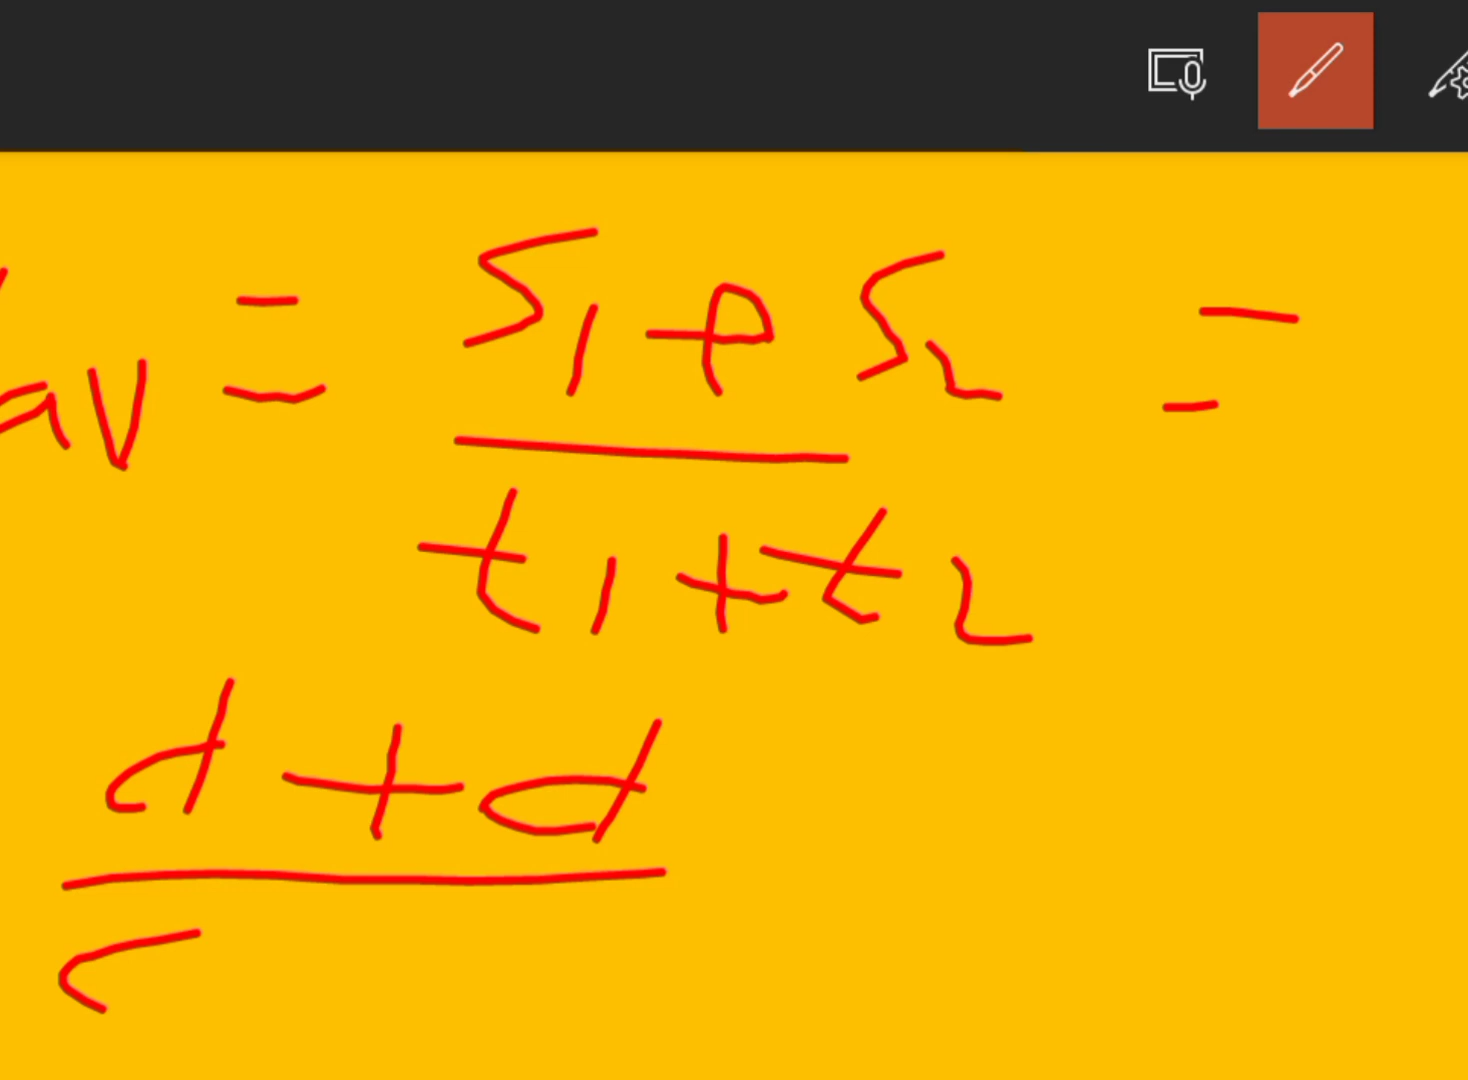 av = S1 + S2 =
t1 + t2
d + d